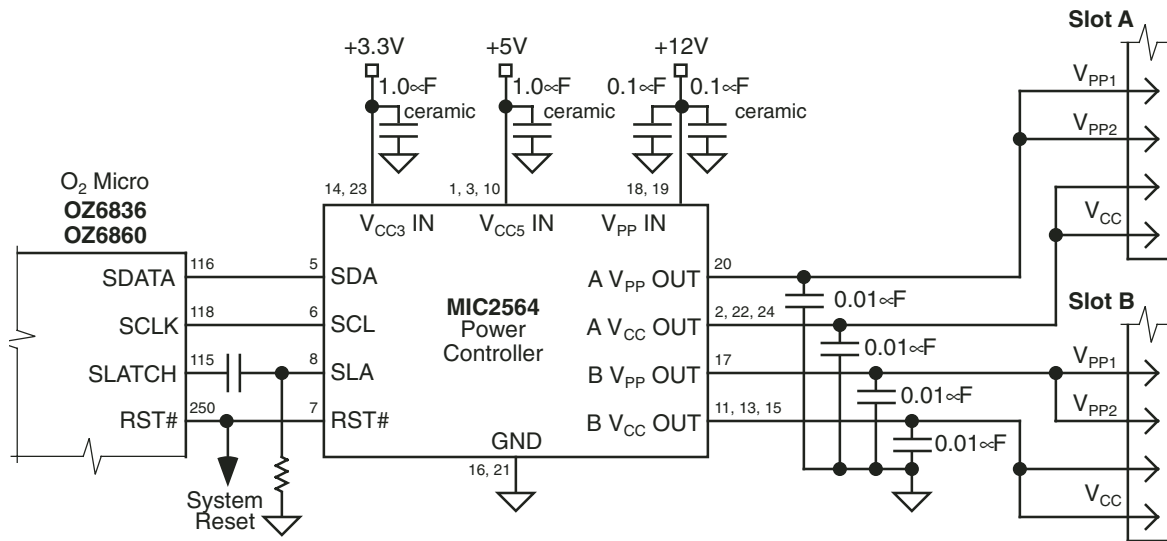 Slot A
+3.3V
+5V
+12V
1.0∝F
ceramic
1.0∝F
ceramic
0.1∝F
0.1∝F
ceramic
VPP1
VPP2
VCC
O2 Micro
OZ6836
OZ6860
14, 23
1, 3, 10
18, 19
VCC3 IN
VCC5 IN
VPP IN
SDATA
116
5
SDA
A VPP OUT
20
SCLK
118
6
SCL
MIC2564
Power
Controller
A VCC OUT
2, 22, 24
SLATCH
115
8
SLA
B VPP OUT
17
RST#
250
7
RST#
B VCC OUT
11, 13, 15
GND
16, 21
0.01∝F
0.01∝F
0.01∝F
0.01∝F
Slot B
VPP1
VPP2
VCC
System
Reset